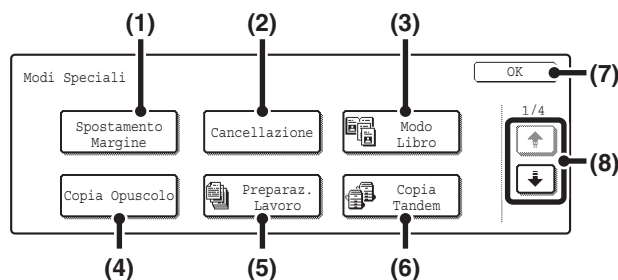 (1)
(2)
(3)
Modi Speciali
OK
(7)
1/4
Spostamento
Margine
Cancellazione
Modo
Libro
(8)
Copia Opuscolo
Preparaz.
Lavoro
Copia
Tandem
(4)
(5)
(6)